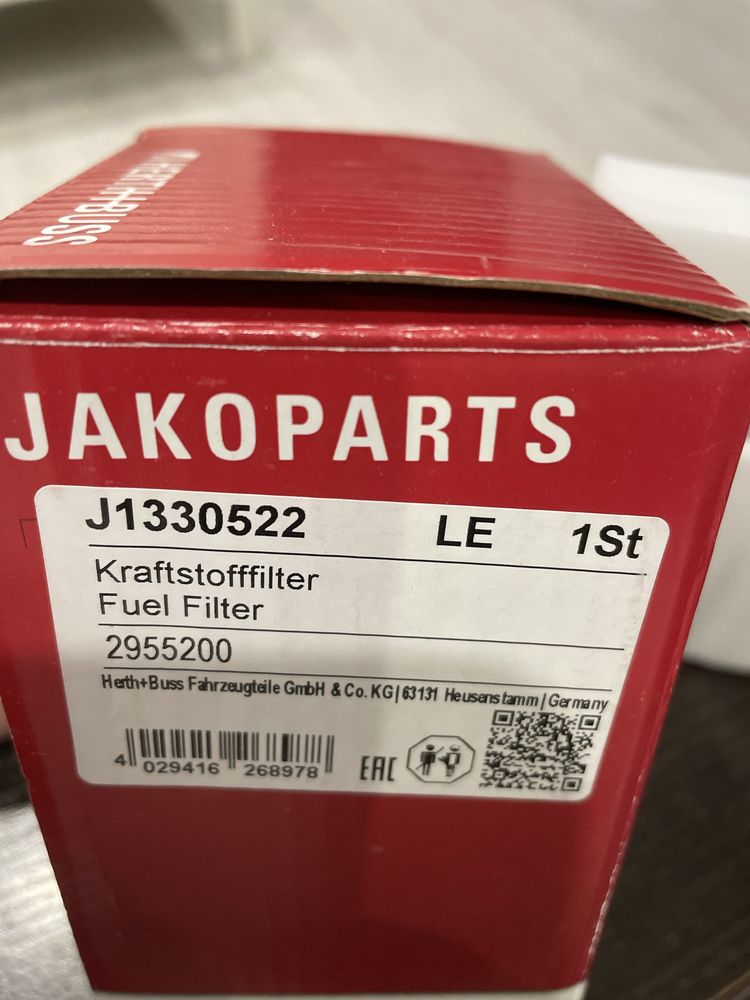 HERTH+BUSS
JAKOPARTS
J1330522 LE 1St
Kraftstofffilter
Fuel Filter
2955200
Herth+Buss Fahrzeugteile GmbH & Co. KG | 63131 Heusenstamm | Germany
4 029416 268978
EAC